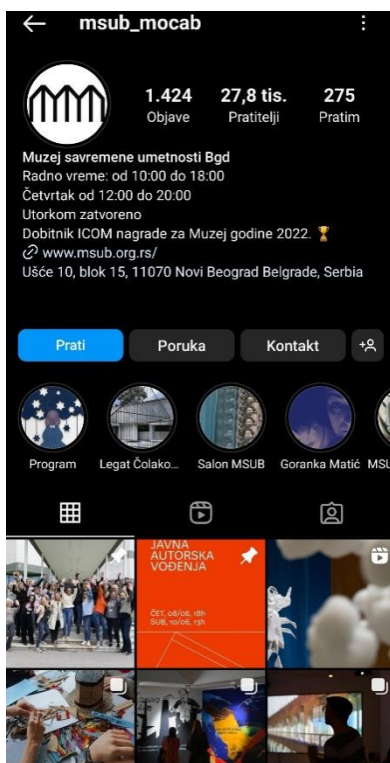 msub_mocab
1.424 27,8 tis. 275
Objave Pratitelji Pratim
Muzej savremene umetnosti Bgd
Radno vreme: od 10:00 do 18:00
Četvrtak od 12:00 do 20:00
Utorkom zatvoreno
Dobitnik ICOM nagrade za Muzej godine 2022. 🏆
www.msub.org.rs/
Ušće 10, blok 15, 11070 Novi Beograd Belgrade, Serbia
Prati Poruka Kontakt
Program Legat Čolako... Salon MSUB Goranka Matić MSU
JAVNA
AUTORSKA
VOĐENJA
ČET, 08/06, 18h
SUB, 10/06, 13h